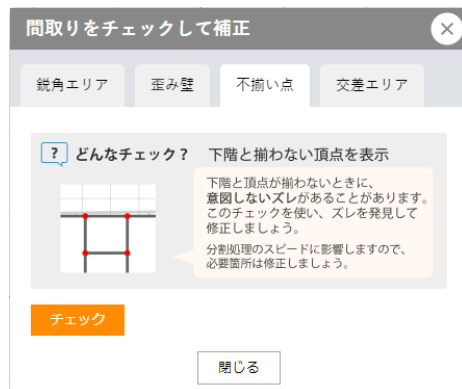 間取りをチェックして補正
鋭角エリア 歪み壁 不揃い点 交差エリア
? どんなチェック? 下階と揃わない頂点を表示
下階と頂点が揃わないときに、
意図しないズレがあることがあります。
このチェックを使い、ズレを発見して
修正しましょう。
分割処理のスピードに影響しますので、
必要箇所は修正しましょう。
チェック
閉じる